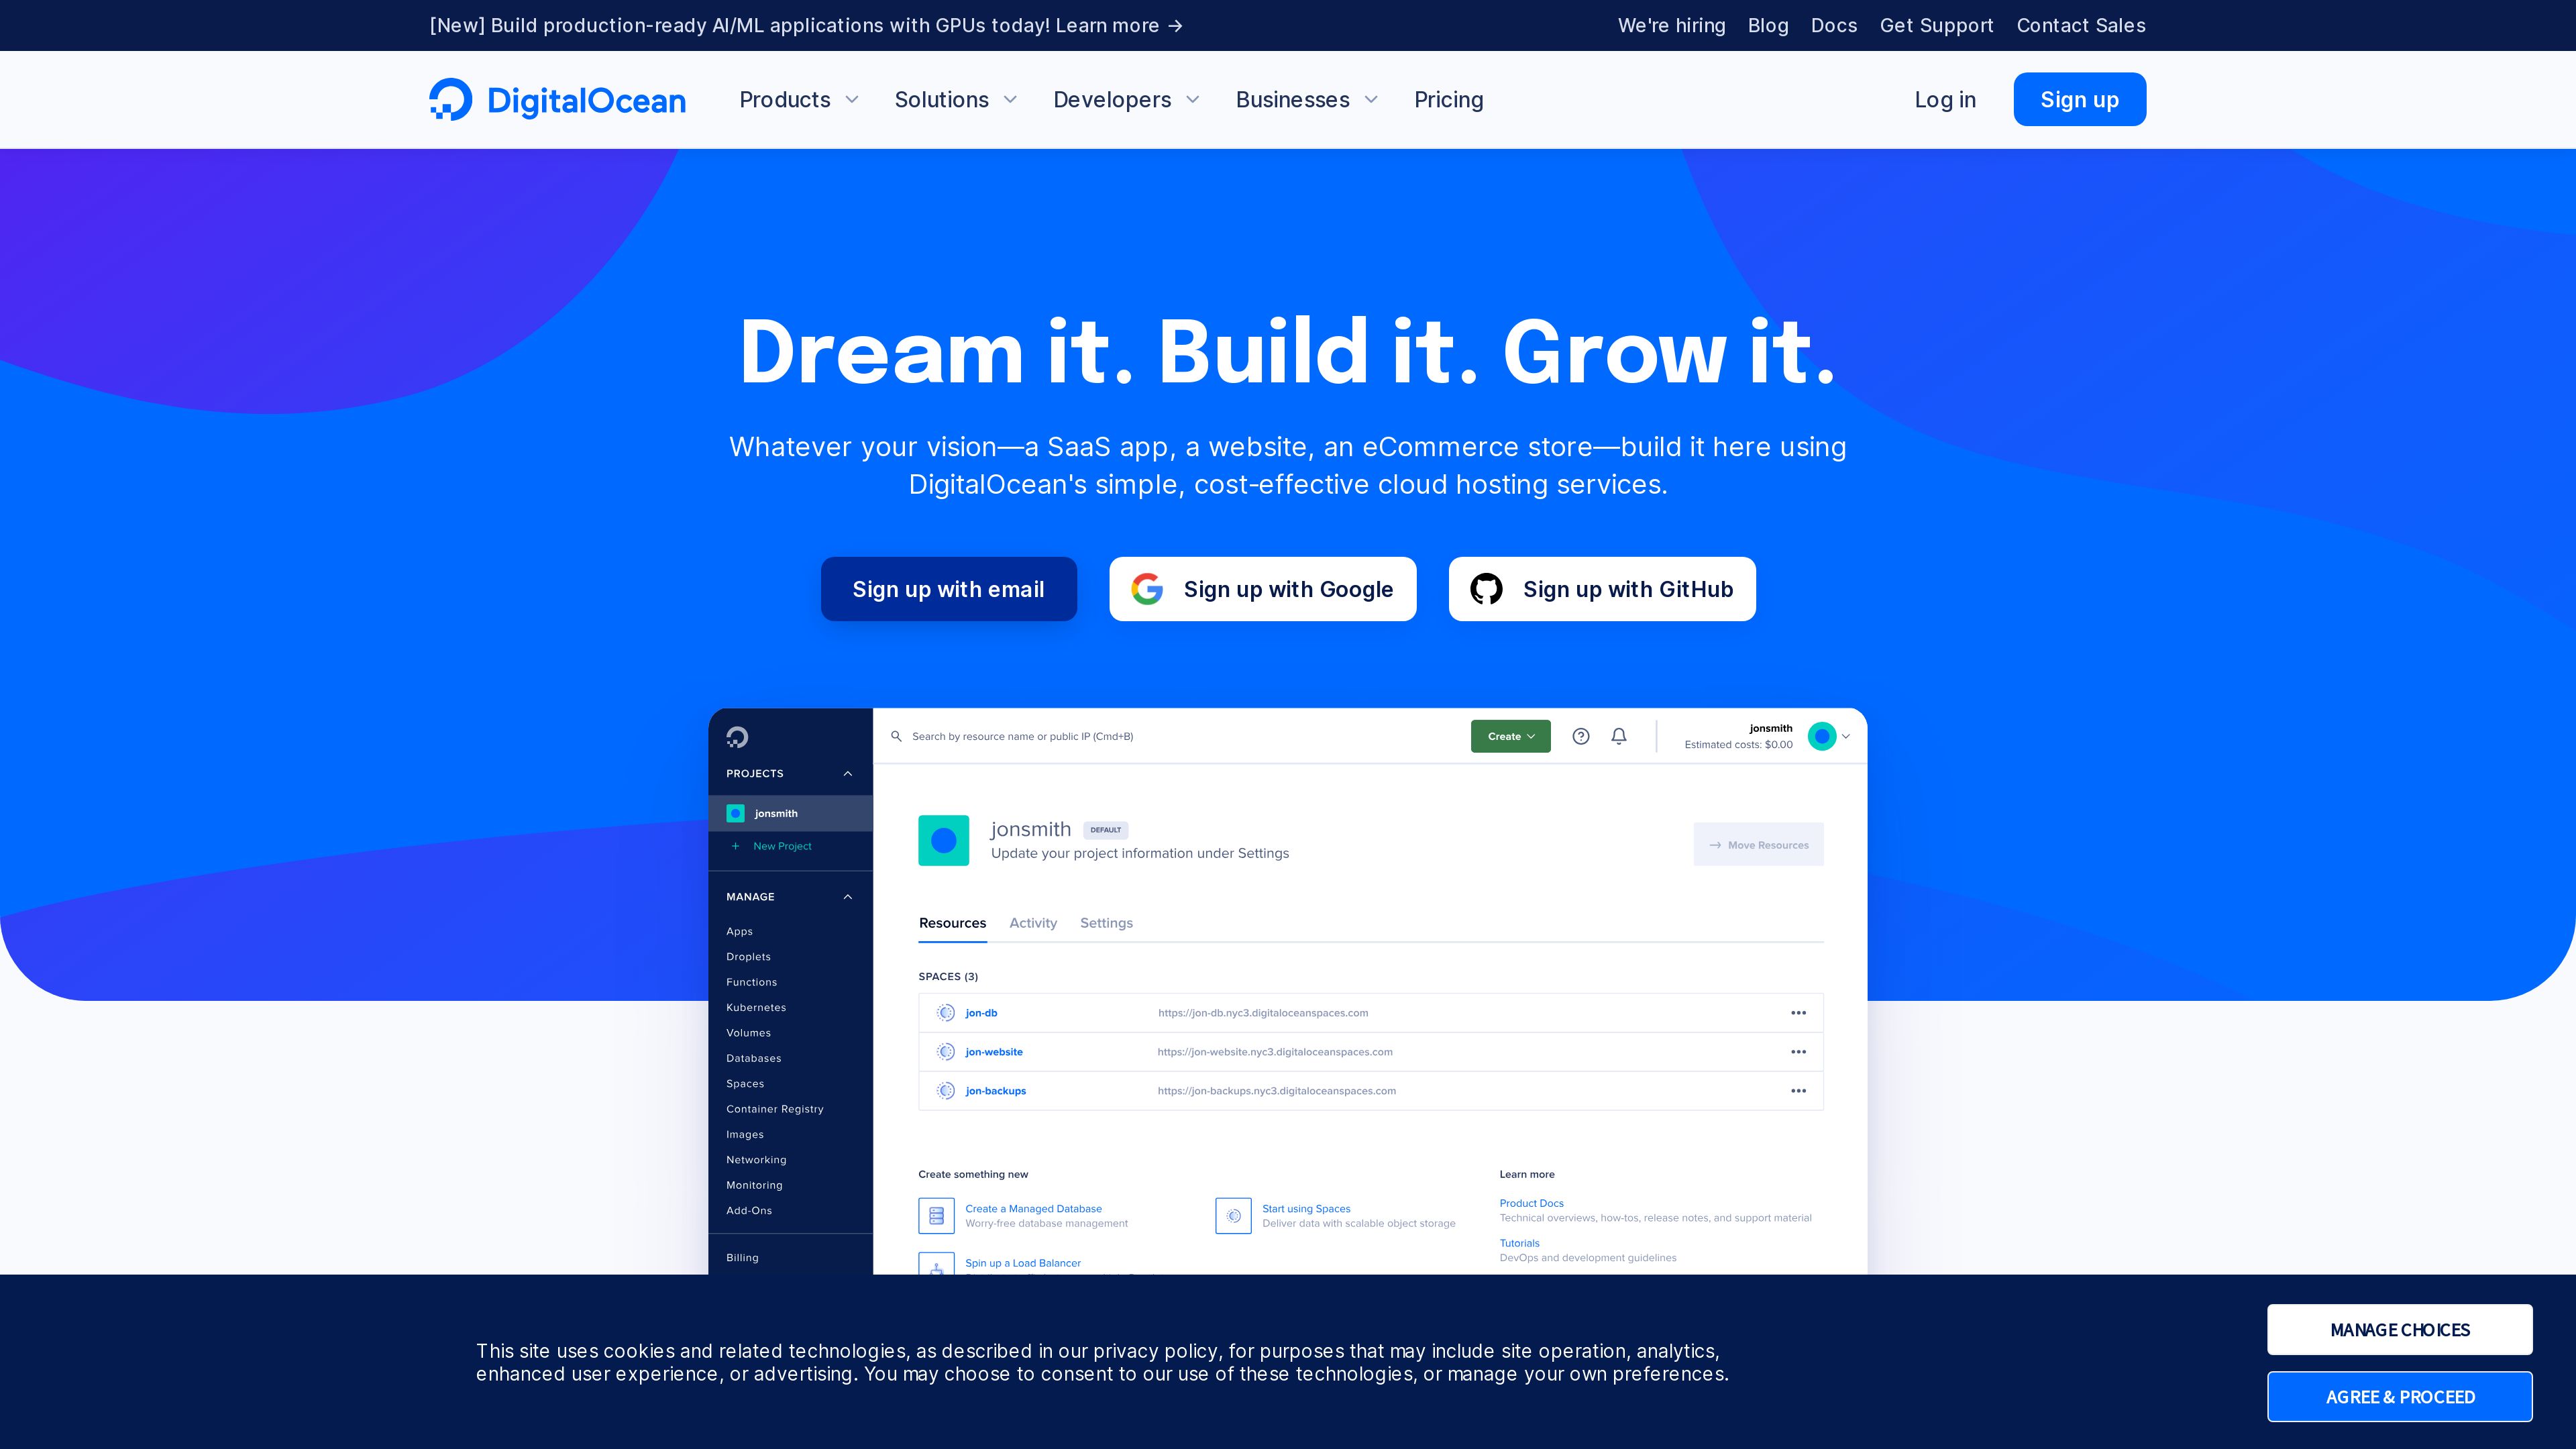 [New] Build production-ready AI/ML applications with GPUs today! Learn more →
We're hiring Blog Docs Get Support Contact Sales
DigitalOcean Products Solutions Developers Businesses Pricing Log in Sign up
Dream it. Build it. Grow it.
Whatever your vision—a SaaS app, a website, an eCommerce store—build it here using
DigitalOcean's simple, cost-effective cloud hosting services.
Sign up with email Sign up with Google Sign up with GitHub
Search by resource name or public IP (Cmd+B)
Create
jonsmith
Estimated costs: $0.00
PROJECTS
jonsmith
+ New Project
MANAGE
Apps
Droplets
Functions
Kubernetes
Volumes
Databases
Spaces
Container Registry
Images
Networking
Monitoring
Add-Ons
Billing
jonsmith DEFAULT
Update your project information under Settings
→ Move Resources
Resources Activity Settings
SPACES (3)
jon-db https://jon-db.nyc3.digitaloceanspaces.com
jon-website https://jon-website.nyc3.digitaloceanspaces.com
jon-backups https://jon-backups.nyc3.digitaloceanspaces.com
Create something new
Create a Managed Database
Worry-free database management
Start using Spaces
Deliver data with scalable object storage
Spin up a Load Balancer
Learn more
Product Docs
Technical overviews, how-tos, release notes, and support material
Tutorials
DevOps and development guidelines
This site uses cookies and related technologies, as described in our privacy policy, for purposes that may include site operation, analytics,
enhanced user experience, or advertising. You may choose to consent to our use of these technologies, or manage your own preferences.
MANAGE CHOICES
AGREE & PROCEED